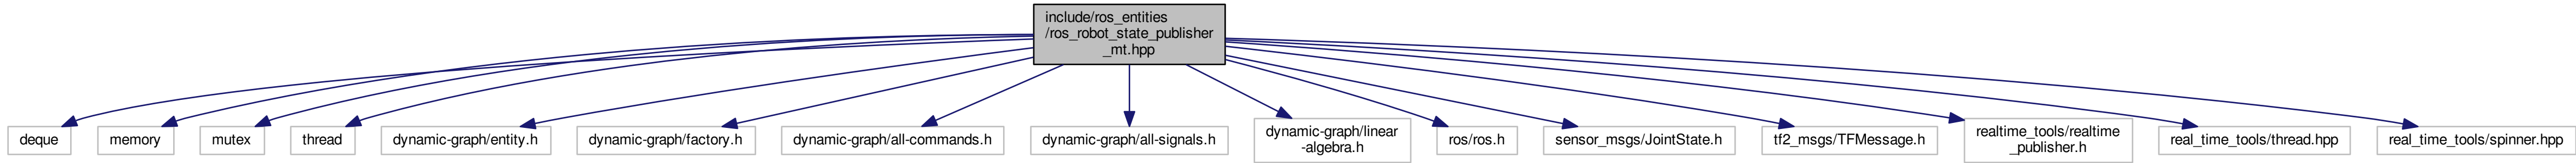 include/ros_entities
/ros_robot_state_publisher
_mt.hpp
deque
memory
mutex
thread
dynamic-graph/entity.h
dynamic-graph/factory.h
dynamic-graph/all-commands.h
dynamic-graph/all-signals.h
dynamic-graph/linear
-algebra.h
ros/ros.h
sensor_msgs/JointState.h
tf2_msgs/TFMessage.h
realtime_tools/realtime
_publisher.h
real_time_tools/thread.hpp
real_time_tools/spinner.hpp